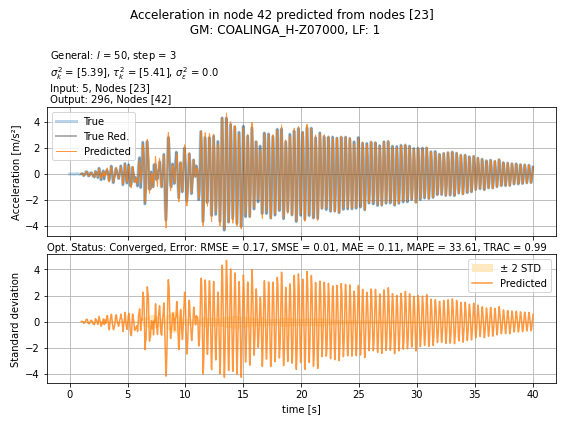 Acceleration in node 42 predicted from nodes [23]
GM: COALINGA_H-Z07000, LF: 1
General: l = 50, step = 3
σ²ₖ = [5.39], τ²ₖ = [5.41], σ²ε = 0.0
Input: 5, Nodes [23]
Output: 296, Nodes [42]
Acceleration [m/s²]
4
2
0
−2
−4
True
True Red.
Predicted
Opt. Status: Converged, Error: RMSE = 0.17, SMSE = 0.01, MAE = 0.11, MAPE = 33.61, TRAC = 0.99
Standard deviation
4
2
0
−2
−4
± 2 STD
Predicted
0 5 10 15 20 25 30 35 40
time [s]